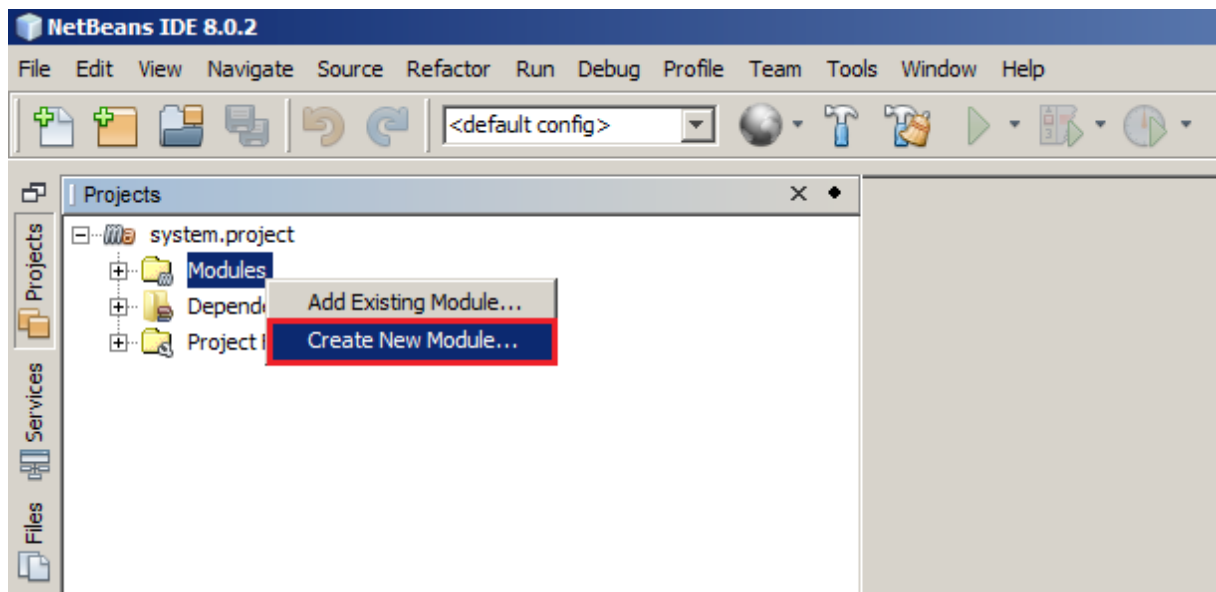 NetBeans IDE 8.0.2
File Edit View Navigate Source Refactor Run Debug Profile Team Tools Window Help
<default config>
Projects
system.project
Modules
Add Existing Module...
Create New Module...
Projects
Services
Files